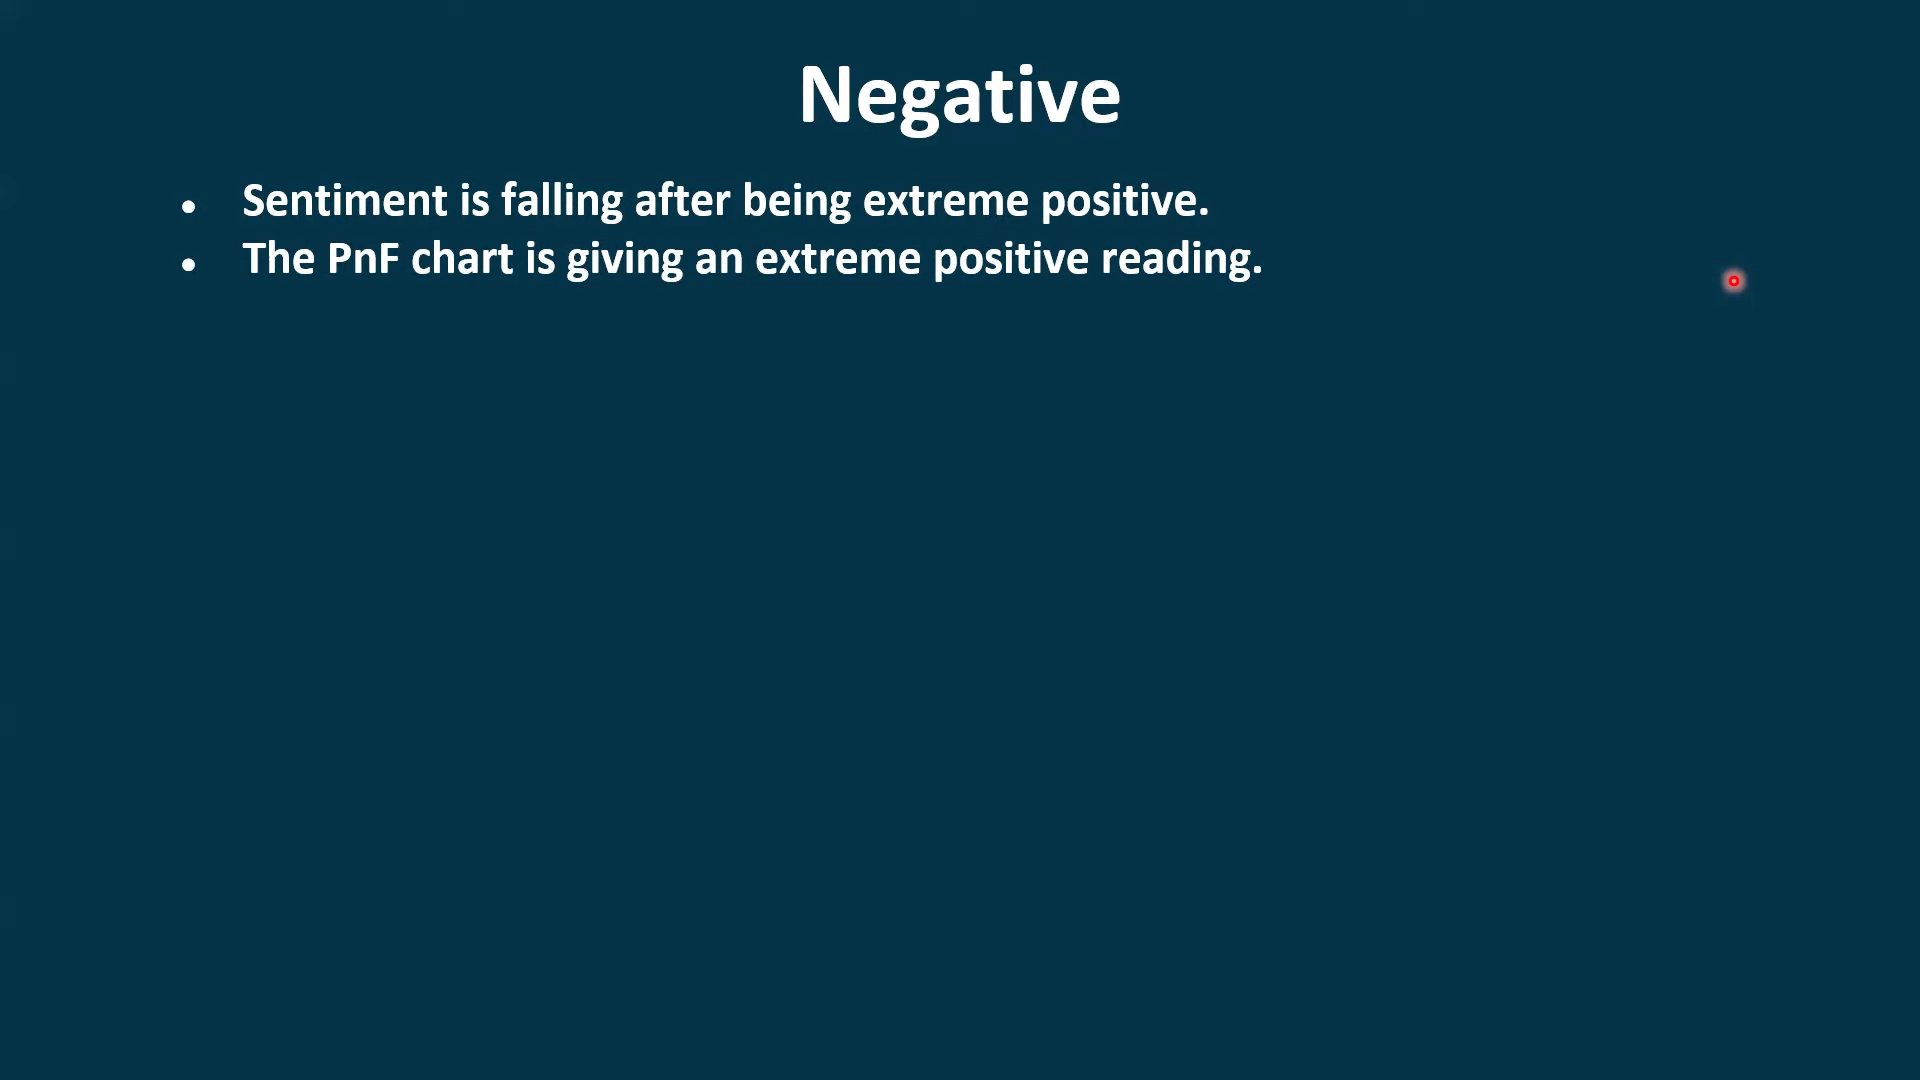 Negative
• Sentiment is falling after being extreme positive.
• The PnF chart is giving an extreme positive reading.